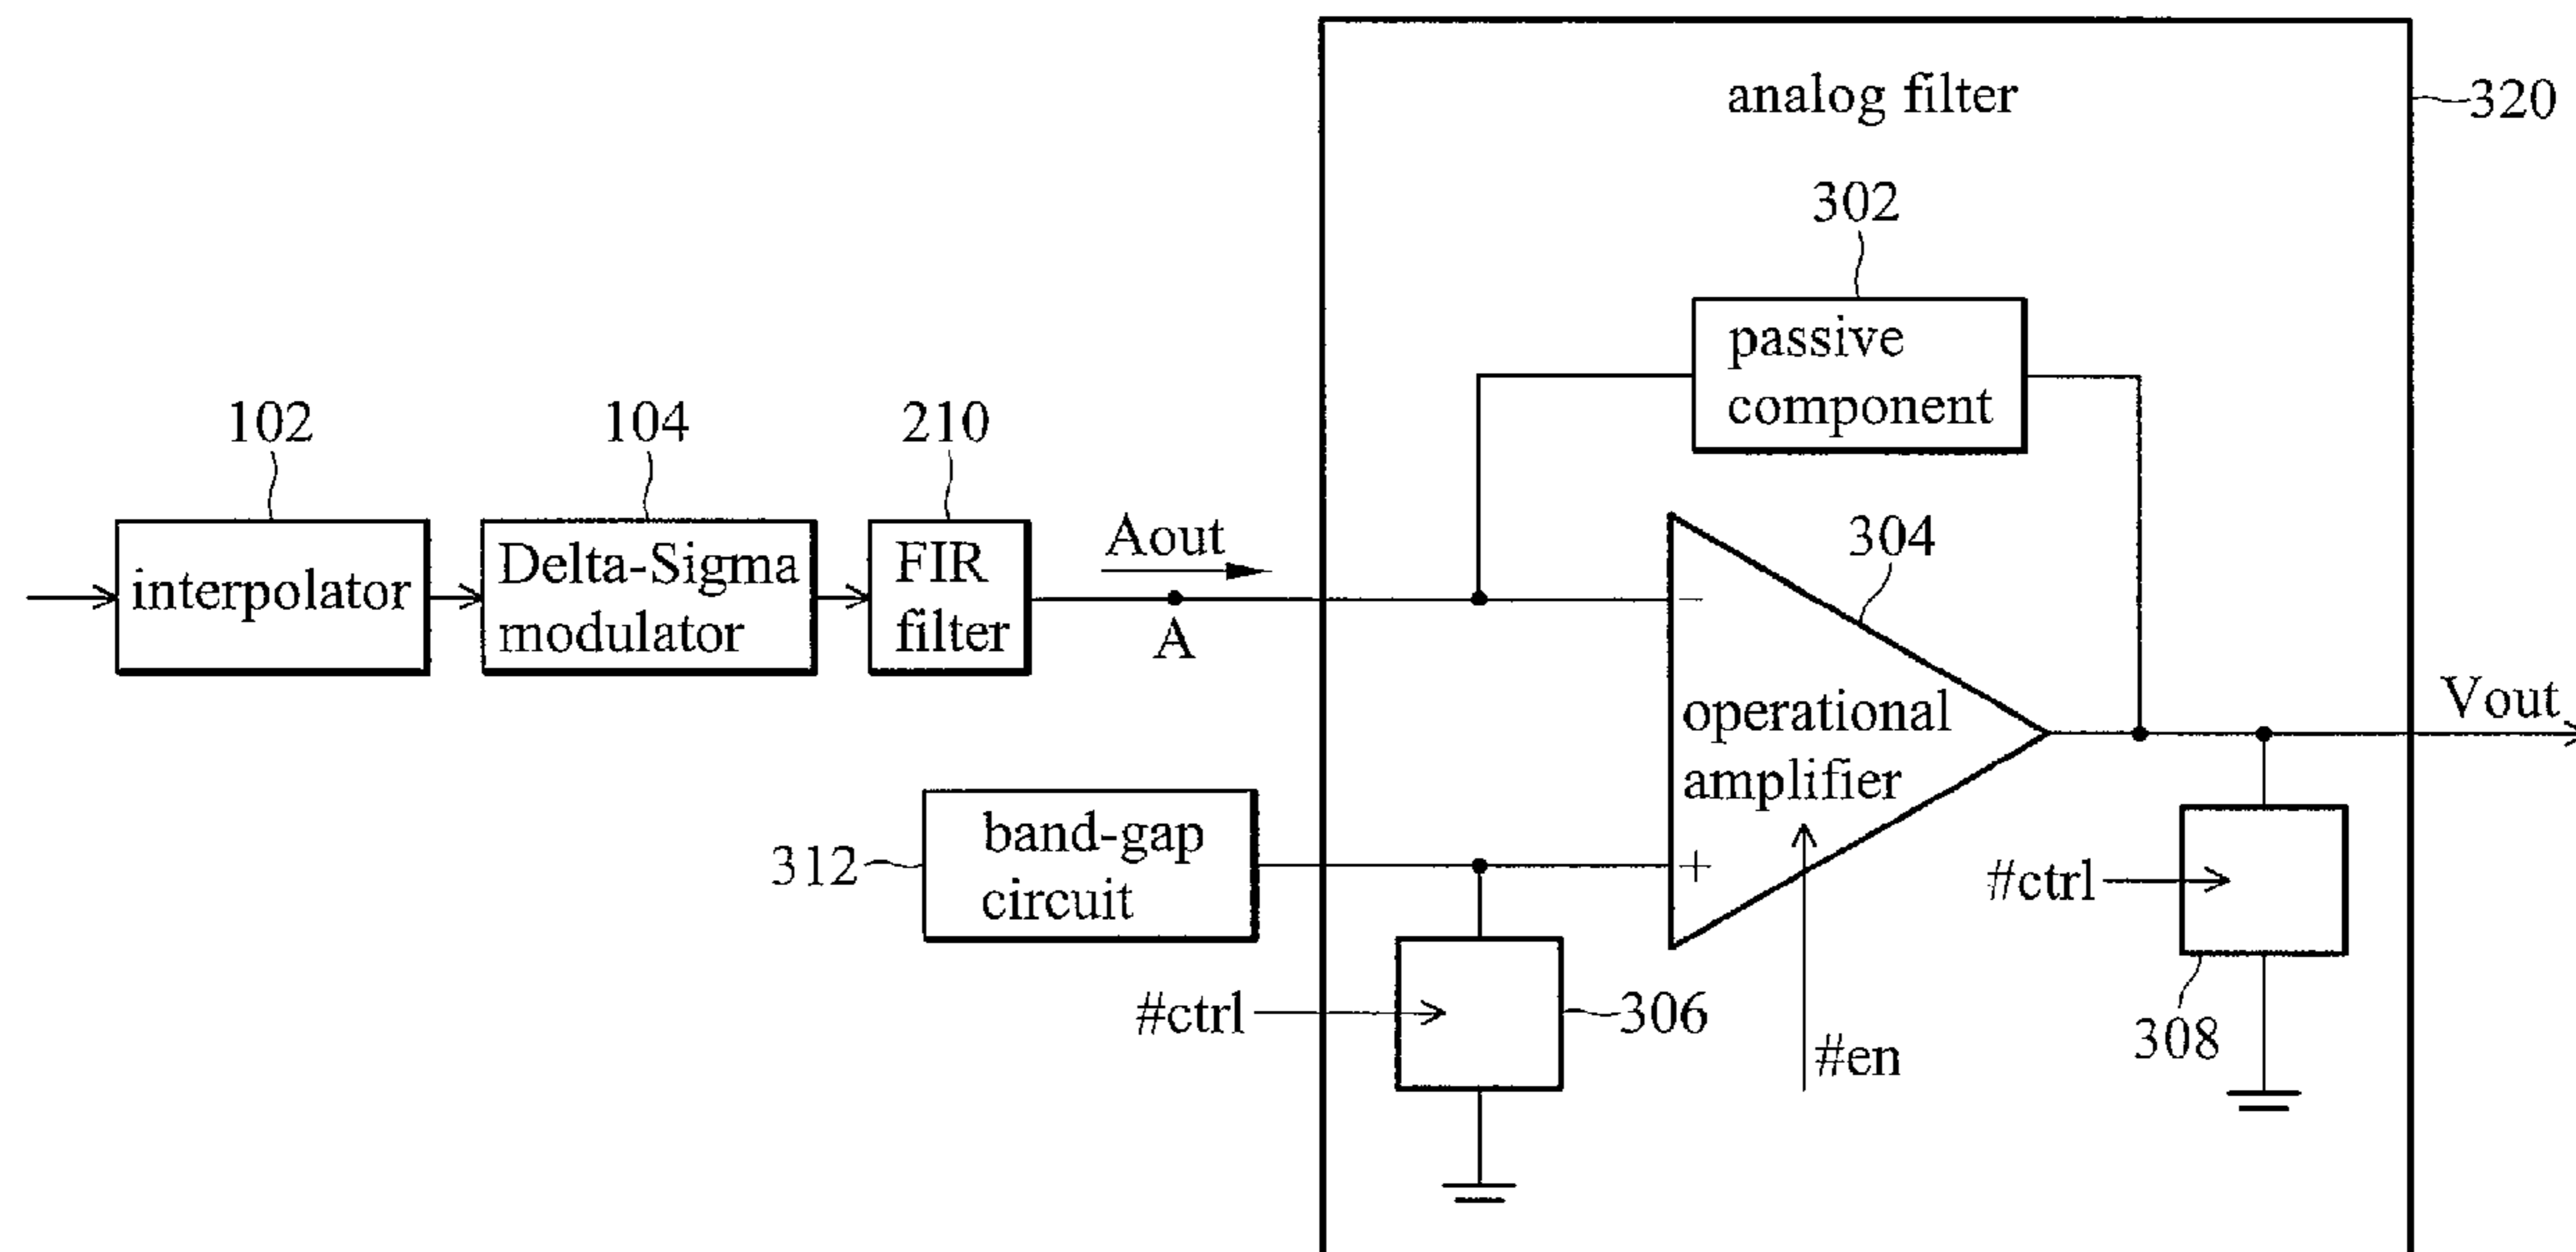 analog filter
320
302
passive
component
102
104
210
interpolator
Delta-Sigma
modulator
FIR
filter
Aout
A
304
−
operational
amplifier
+
Vout
312
band-gap
circuit
#ctrl
306
#en
#ctrl
308